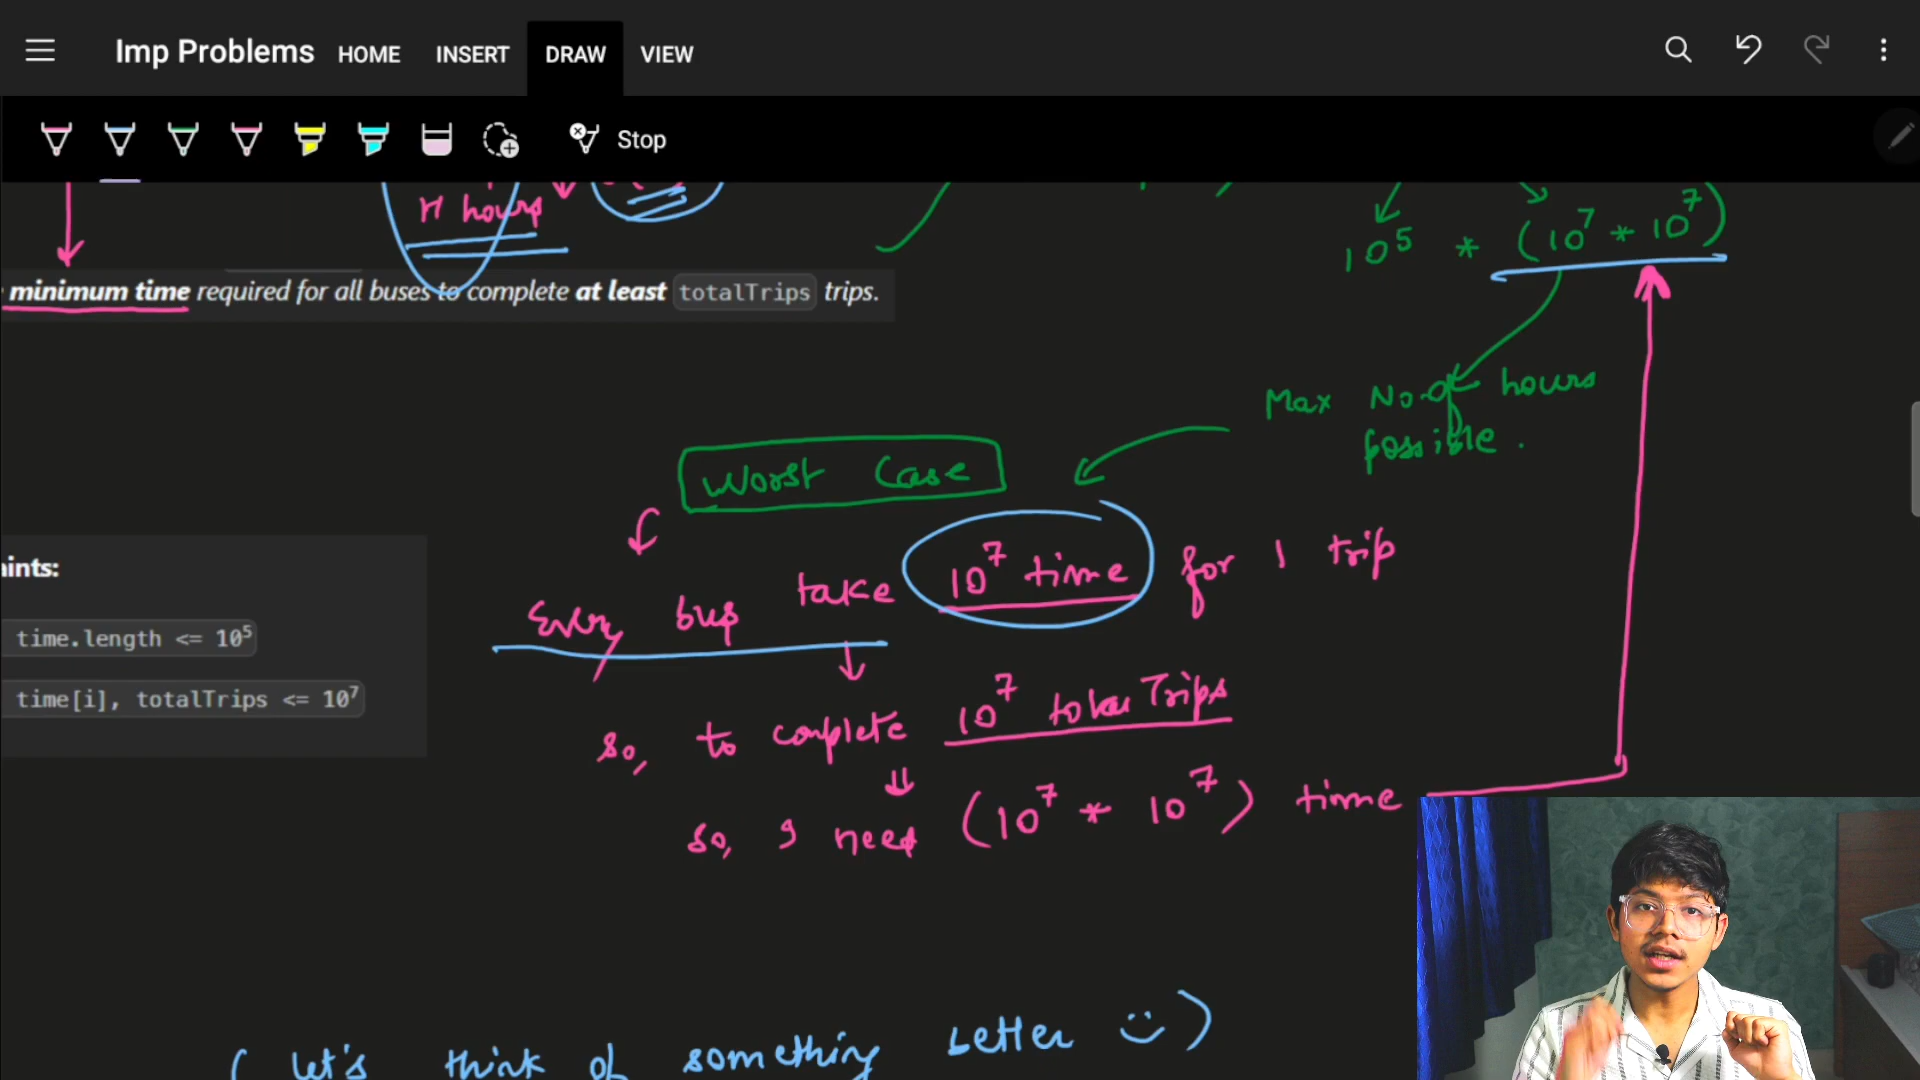 Imp Problems HOME INSERT DRAW VIEW
Stop
H hours
10^5 * (10^7 * 10^7)
minimum time required for all buses to complete at least totalTrips trips.
Max No. of hours
possible.
Worst Case
Every bus take 10^7 time for 1 trip
ints:
time.length <= 10^5
time[i], totalTrips <= 10^7
so, to complete 10^7 total Trips
so, I need (10^7 * 10^7) time
( let's think of something better :)